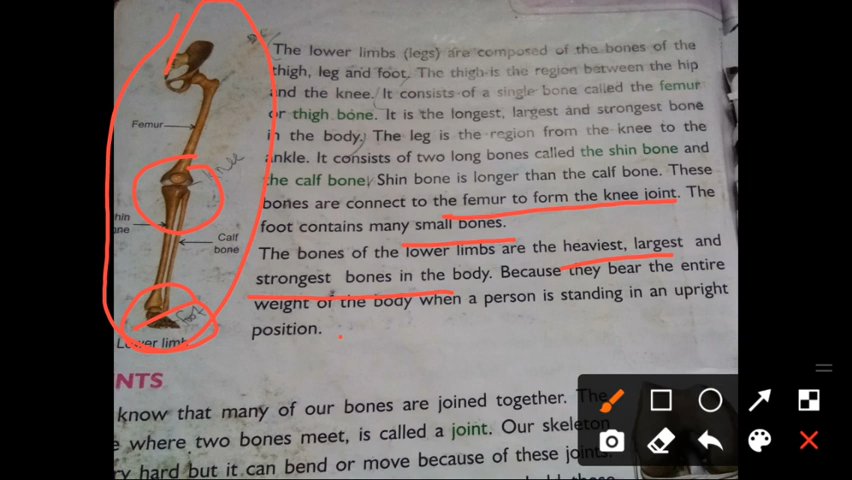 The lower limbs (legs) are composed of the bones of the
thigh, leg and foot. The thigh is the region between the hip
and the knee. It consists of a single bone called the femur
or thigh bone. It is the longest, largest and strongest bone
in the body. The leg is the region from the knee to the
ankle. It consists of two long bones called the shin bone and
the calf bone. Shin bone is longer than the calf bone. These
bones are connect to the femur to form the knee joint. The
foot contains many small bones.
The bones of the lower limbs are the heaviest, largest and
strongest bones in the body. Because they bear the entire
weight of the body when a person is standing in an upright
position.
Femur
knee
hin
one
Calf
bone
foot
Lower limb
NTS
know that many of our bones are joined together. The
e where two bones meet, is called a joint. Our skeleton
ry hard but it can bend or move because of these joints.